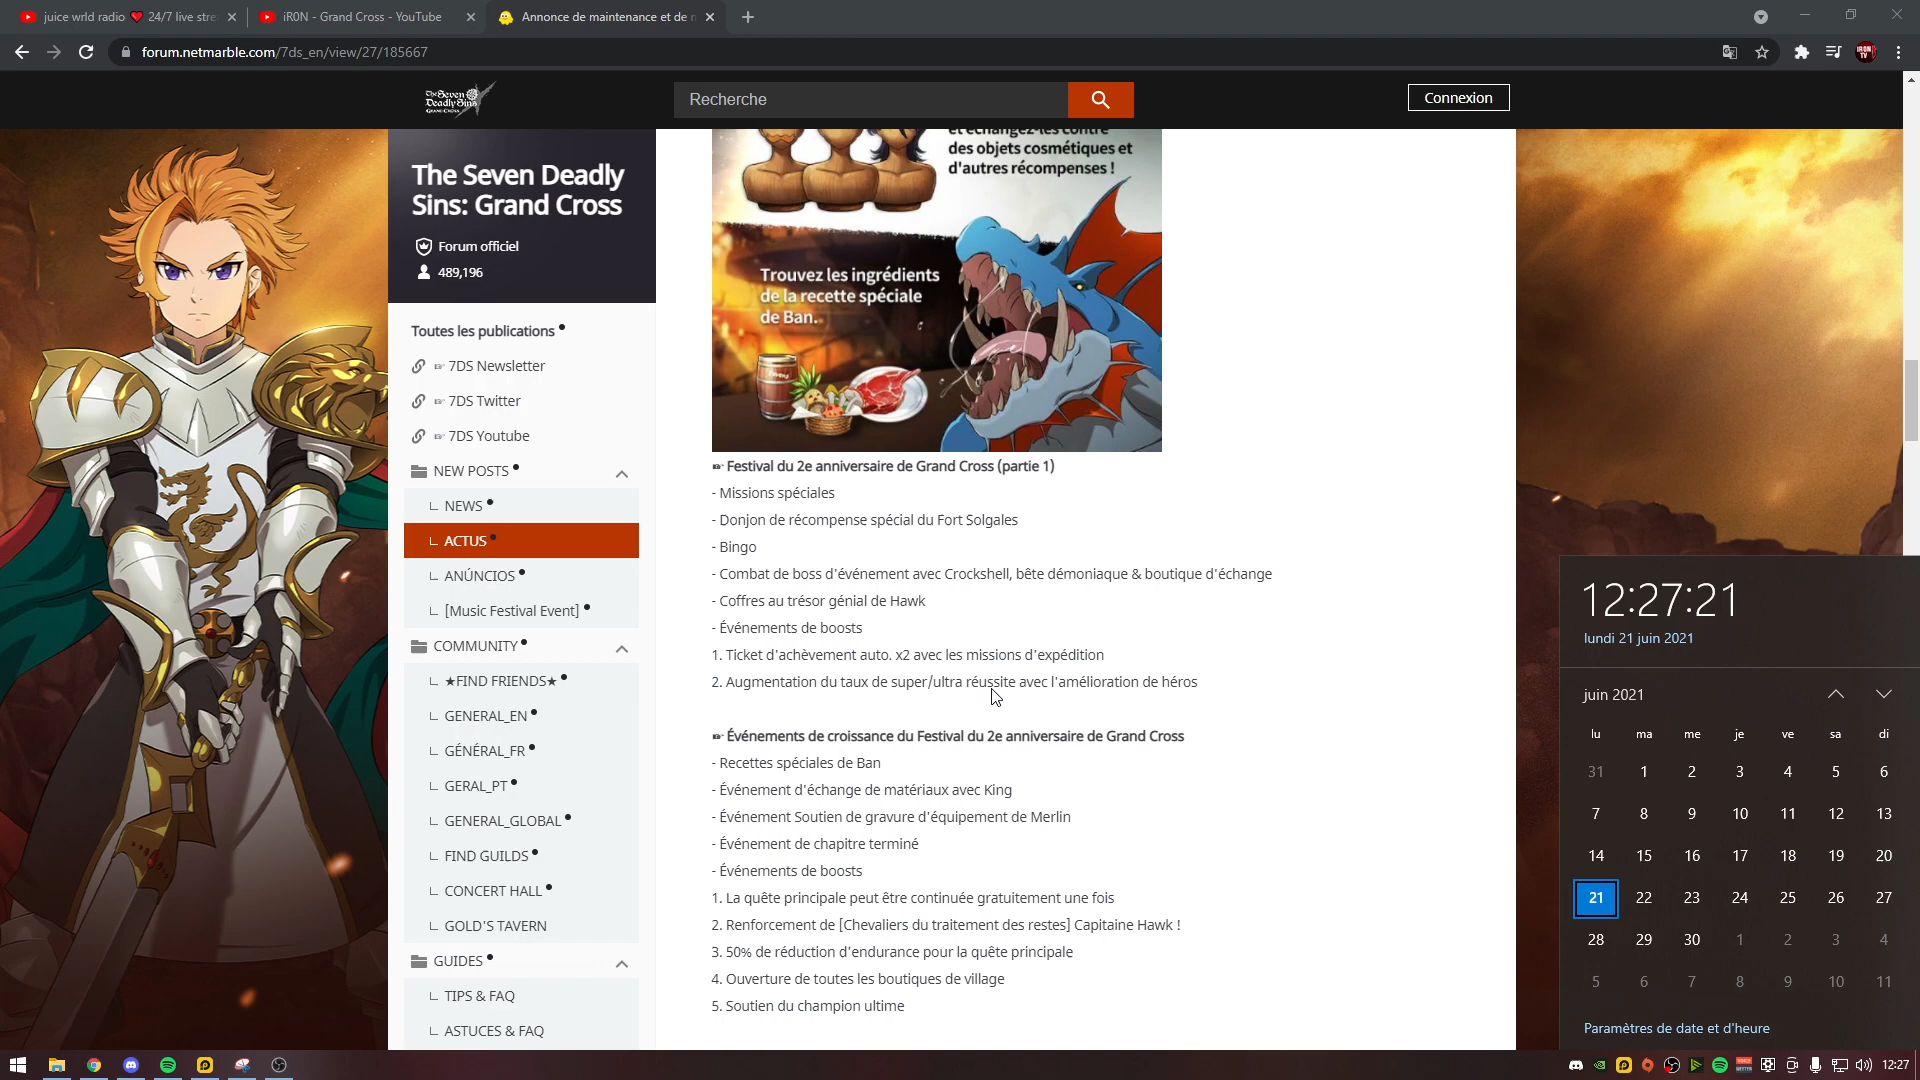 juice wrld radio ❤️ 24/7 live stre
iR0N - Grand Cross - YouTube
Annonce de maintenance et de m
forum.netmarble.com/7ds_en/view/27/185667
The Seven Deadly Sins
GRAND CROSS
Recherche
Connexion
The Seven Deadly
Sins: Grand Cross
Forum officiel
489,196
Toutes les publications
☞ 7DS Newsletter
☞ 7DS Twitter
☞ 7DS Youtube
NEW POSTS
∟ NEWS
∟ ACTUS
∟ ANÚNCIOS
∟ [Music Festival Event]
COMMUNITY
∟ ★FIND FRIENDS★
∟ GENERAL_EN
∟ GÉNÉRAL_FR
∟ GERAL_PT
∟ GENERAL_GLOBAL
∟ FIND GUILDS
∟ CONCERT HALL
∟ GOLD'S TAVERN
GUIDES
∟ TIPS & FAQ
∟ ASTUCES & FAQ
et échangez-les contre
des objets cosmétiques et
d'autres récompenses !
Trouvez les ingrédients
de la recette spéciale
de Ban.
☞ Festival du 2e anniversaire de Grand Cross (partie 1)
- Missions spéciales
- Donjon de récompense spécial du Fort Solgales
- Bingo
- Combat de boss d'événement avec Crockshell, bête démoniaque & boutique d'échange
- Coffres au trésor génial de Hawk
- Événements de boosts
1. Ticket d'achèvement auto. x2 avec les missions d'expédition
2. Augmentation du taux de super/ultra réussite avec l'amélioration de héros
☞ Événements de croissance du Festival du 2e anniversaire de Grand Cross
- Recettes spéciales de Ban
- Événement d'échange de matériaux avec King
- Événement Soutien de gravure d'équipement de Merlin
- Événement de chapitre terminé
- Événements de boosts
1. La quête principale peut être continuée gratuitement une fois
2. Renforcement de [Chevaliers du traitement des restes] Capitaine Hawk !
3. 50% de réduction d'endurance pour la quête principale
4. Ouverture de toutes les boutiques de village
5. Soutien du champion ultime
12:27:21
lundi 21 juin 2021
juin 2021
lu ma me je ve sa di
31 1 2 3 4 5 6
7 8 9 10 11 12 13
14 15 16 17 18 19 20
21 22 23 24 25 26 27
28 29 30 1 2 3 4
5 6 7 8 9 10 11
Paramètres de date et d'heure
12:27